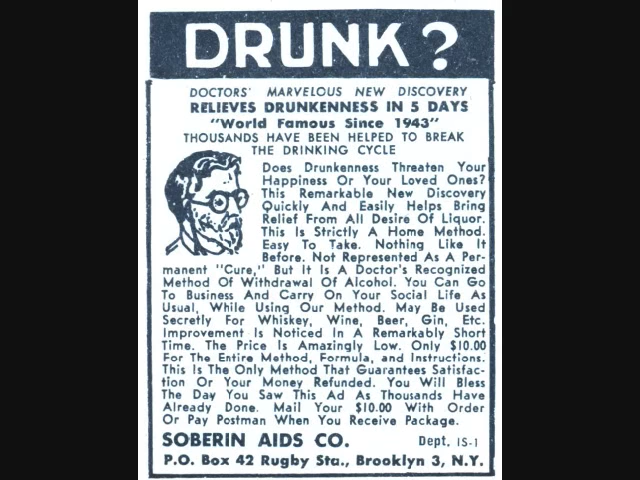 DRUNK?
DOCTORS' MARVELOUS NEW DISCOVERY
RELIEVES DRUNKENNESS IN 5 DAYS
"World Famous Since 1943"
THOUSANDS HAVE BEEN HELPED TO BREAK
THE DRINKING CYCLE
Does Drunkenness Threaten Your
Happiness Or Your Loved Ones?
This Remarkable New Discovery
Quickly And Easily Helps Bring
Relief From All Desire Of Liquor.
This Is Strictly A Home Method.
Easy To Take. Nothing Like It
Before. Not Represented As A Per-
manent "Cure," But It Is A Doctor's Recognized
Method Of Withdrawal Of Alcohol. You Can Go
To Business And Carry On Your Social Life As
Usual, While Using Our Method. May Be Used
Secretly For Whiskey, Wine, Beer, Gin, Etc.
Improvement Is Noticed In A Remarkably Short
Time. The Price Is Amazingly Low. Only $10.00
For The Entire Method, Formula, and Instructions.
This Is The Only Method That Guarantees Satisfac-
tion Or Your Money Refunded. You Will Bless
The Day You Saw This Ad As Thousands Have
Already Done. Mail Your $10.00 With Order
Or Pay Postman When You Receive Package.
SOBERIN AIDS CO. Dept. IS-1
P.O. Box 42 Rugby Sta., Brooklyn 3, N.Y.